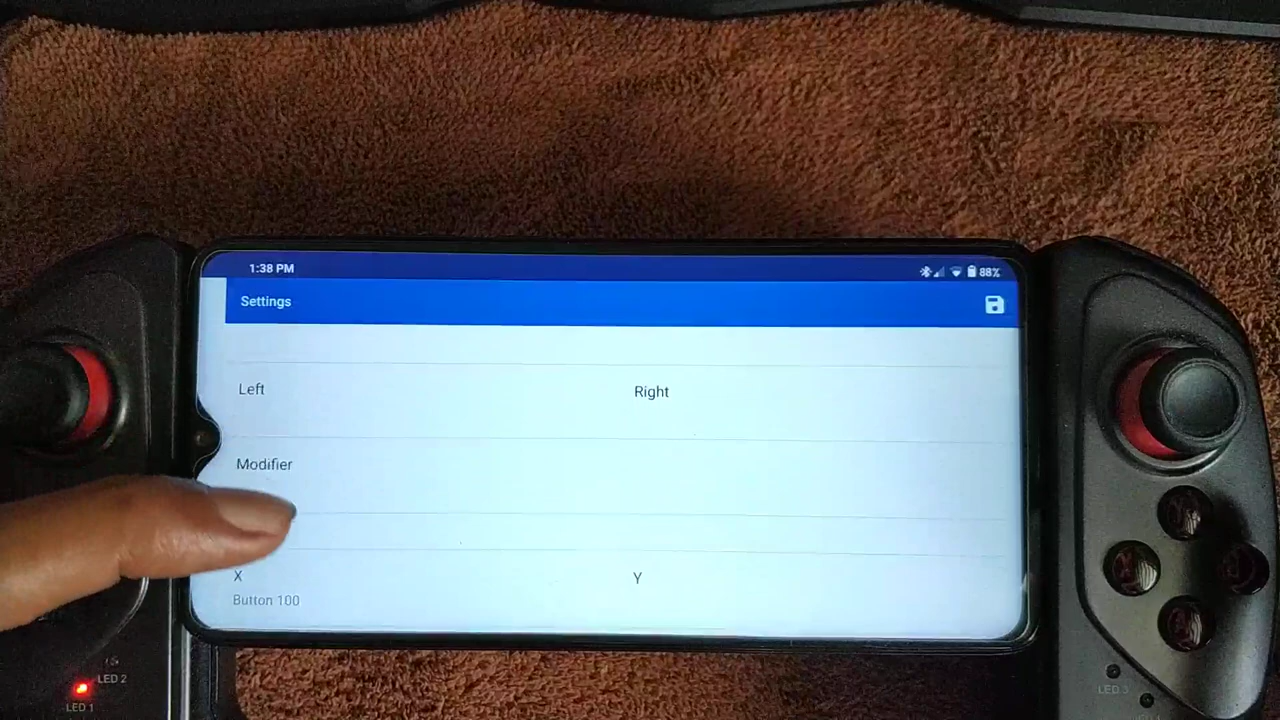 1:38 PM
88%
Settings
Left
Right
Modifier
X
Y
Button 100
LED 2
LED 1
LED 3